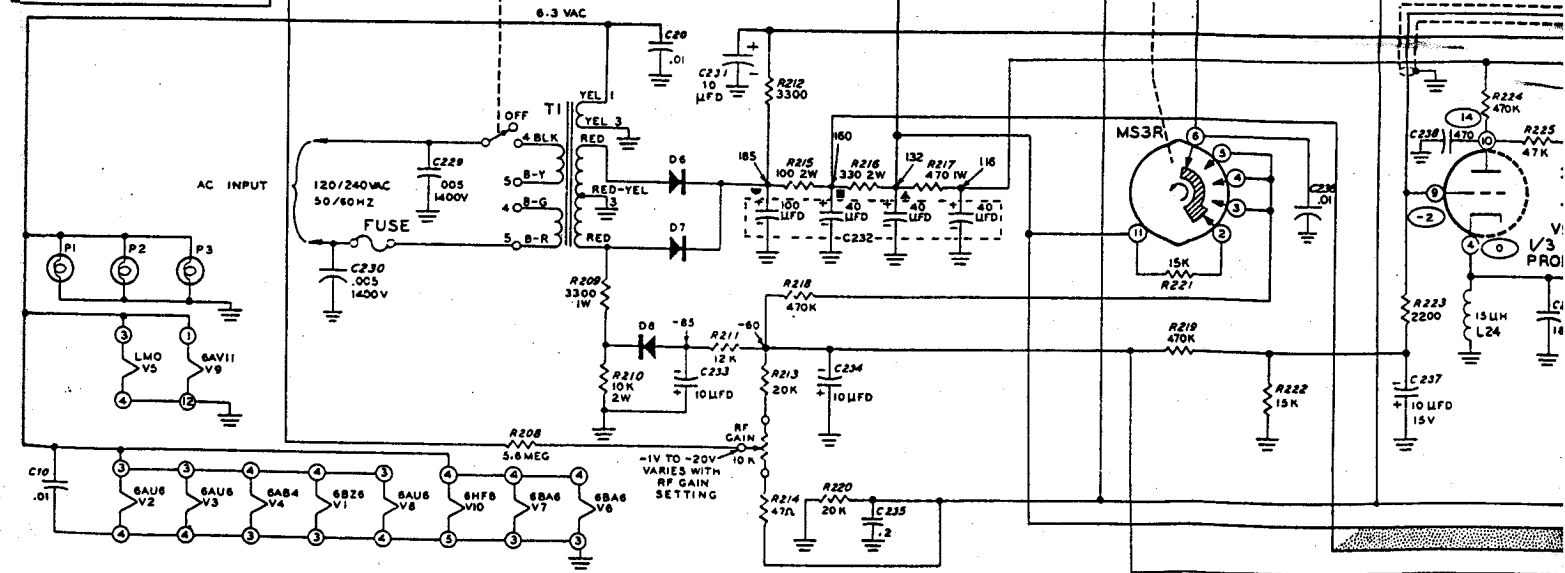 6.3 VAC
C20
.01
C231
10
µFD
R212
3300
R224
470K
14
C238
470
10
R225
47K
9
-2
4
0
1/3
15µH
L24
R223
2200
C237
10 µFD
15V
R222
15K
R219
470K
MS3R
6
5
4
3
2
11
15K
R221
C236
.01
T1
YEL 1
YEL 3
RED
RED-YEL
3
RED
OFF
4 BLK
5 B-Y
4 B-G
5 B-R
AC INPUT
120/240VAC
50/60HZ
FUSE
C229
.005
1400V
C230
.005
1400V
D6
D7
185
160
132
116
R215
100 2W
R216
330 2W
R217
470 1W
100
µFD
40
µFD
40
µFD
40
µFD
C232
R218
470K
R209
3300
1W
D8
-85
R211
12K
-60
R210
10K
2W
C233
10µFD
R213
20K
C234
10µFD
RF
GAIN
10K
-1V TO -20V
VARIES WITH
RF GAIN
SETTING
R208
5.6 MEG
R214
47Ω
R220
20K
C235
.2
P1
P2
P3
3
LMO
V5
4
1
6AV11
V9
12
C10
.01
3
6AU6
V2
4
3
6AU6
V3
4
3
6AB4
V4
3
4
6BZ6
V1
3
3
6AU6
V8
4
4
6HF8
V10
5
4
6BA6
V7
3
4
6BA6
V6
3